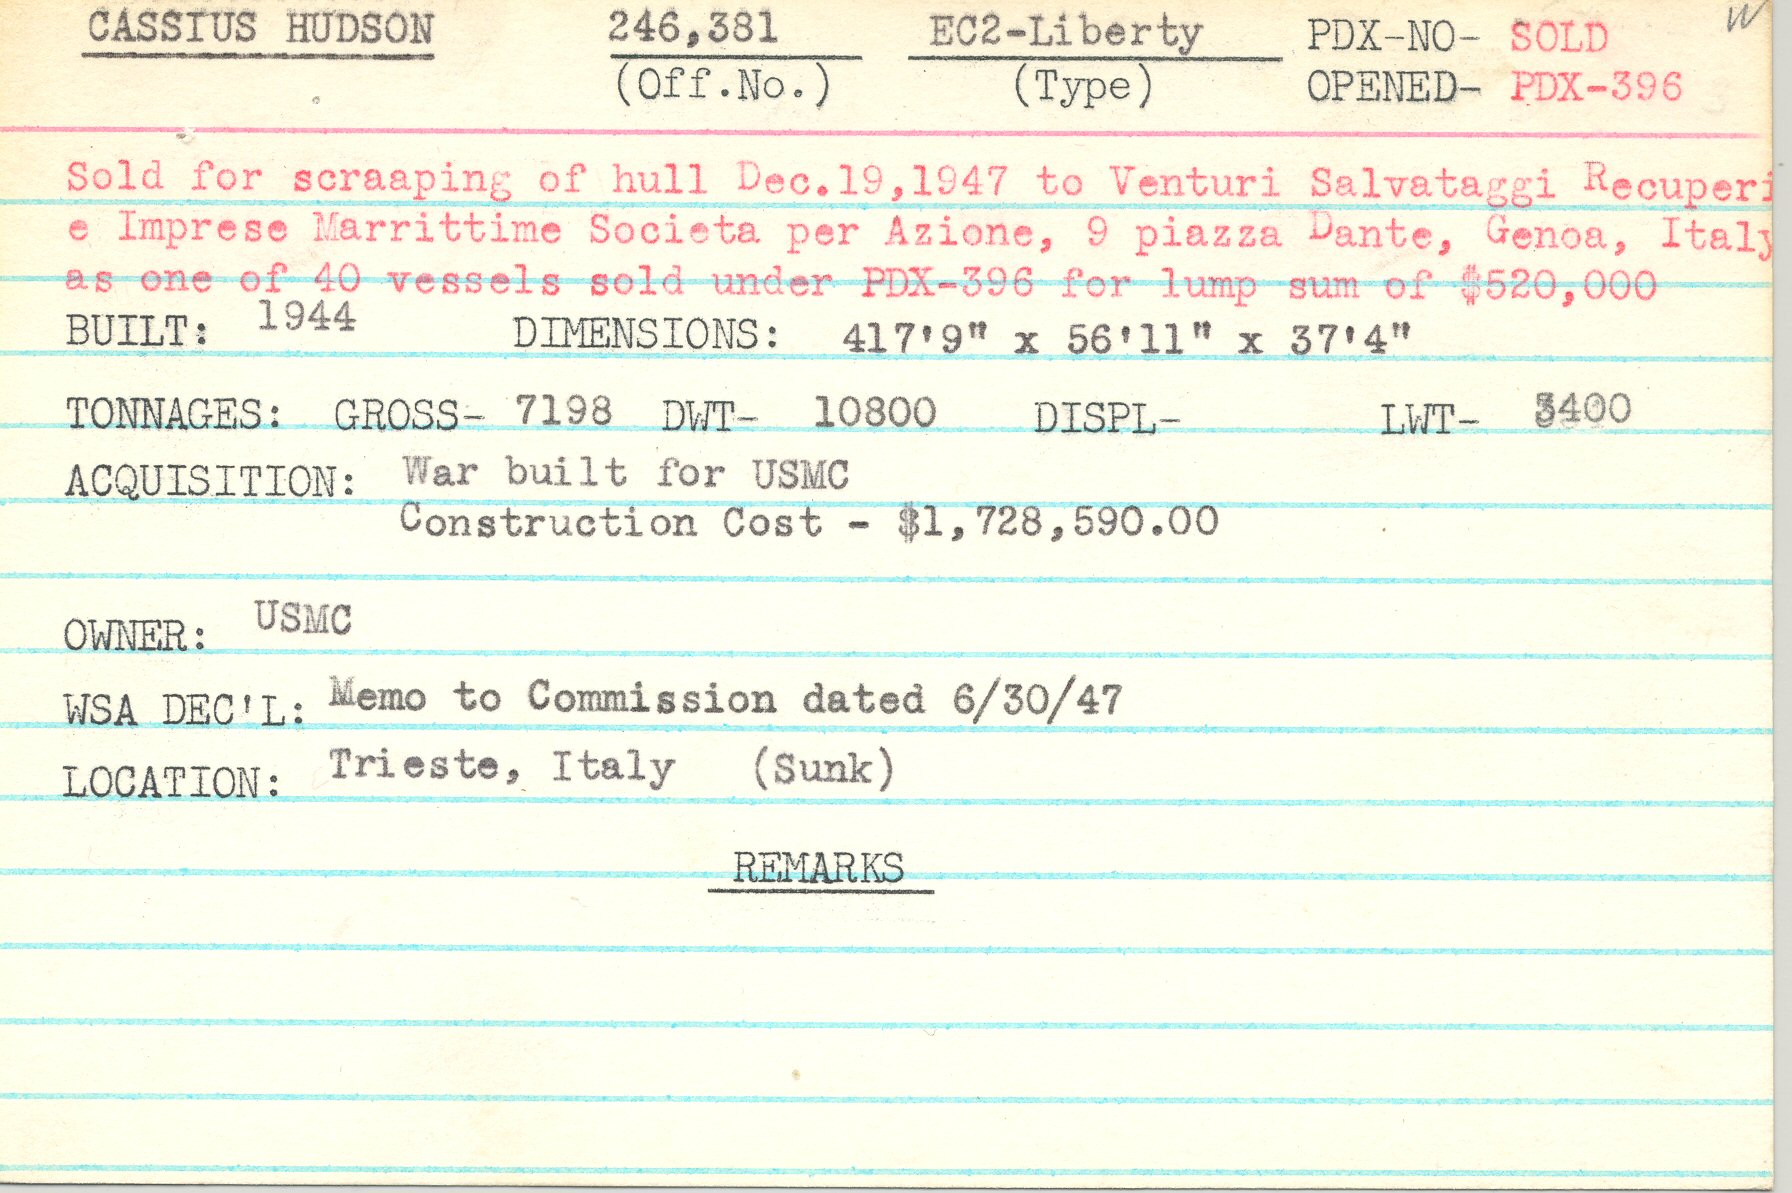 CASSIUS HUDSON 246,381 EC2-Liberty PDX-NO- SOLD W
(Off.No.) (Type) OPENED- PDX-396
Sold for scraaping of hull Dec.19,1947 to Venturi Salvataggi Recuperi
e Imprese Marrittime Societa per Azione, 9 piazza Dante, Genoa, Italy
as one of 40 vessels sold under PDX-396 for lump sum of $520,000
BUILT: 1944 DIMENSIONS: 417'9" x 56'11" x 37'4"
TONNAGES: GROSS- 7198 DWT- 10800 DISPL- LWT- 3400
ACQUISITION: War built for USMC
Construction Cost - $1,728,590.00
OWNER: USMC
WSA DEC'L: Memo to Commission dated 6/30/47
LOCATION: Trieste, Italy (Sunk)
REMARKS